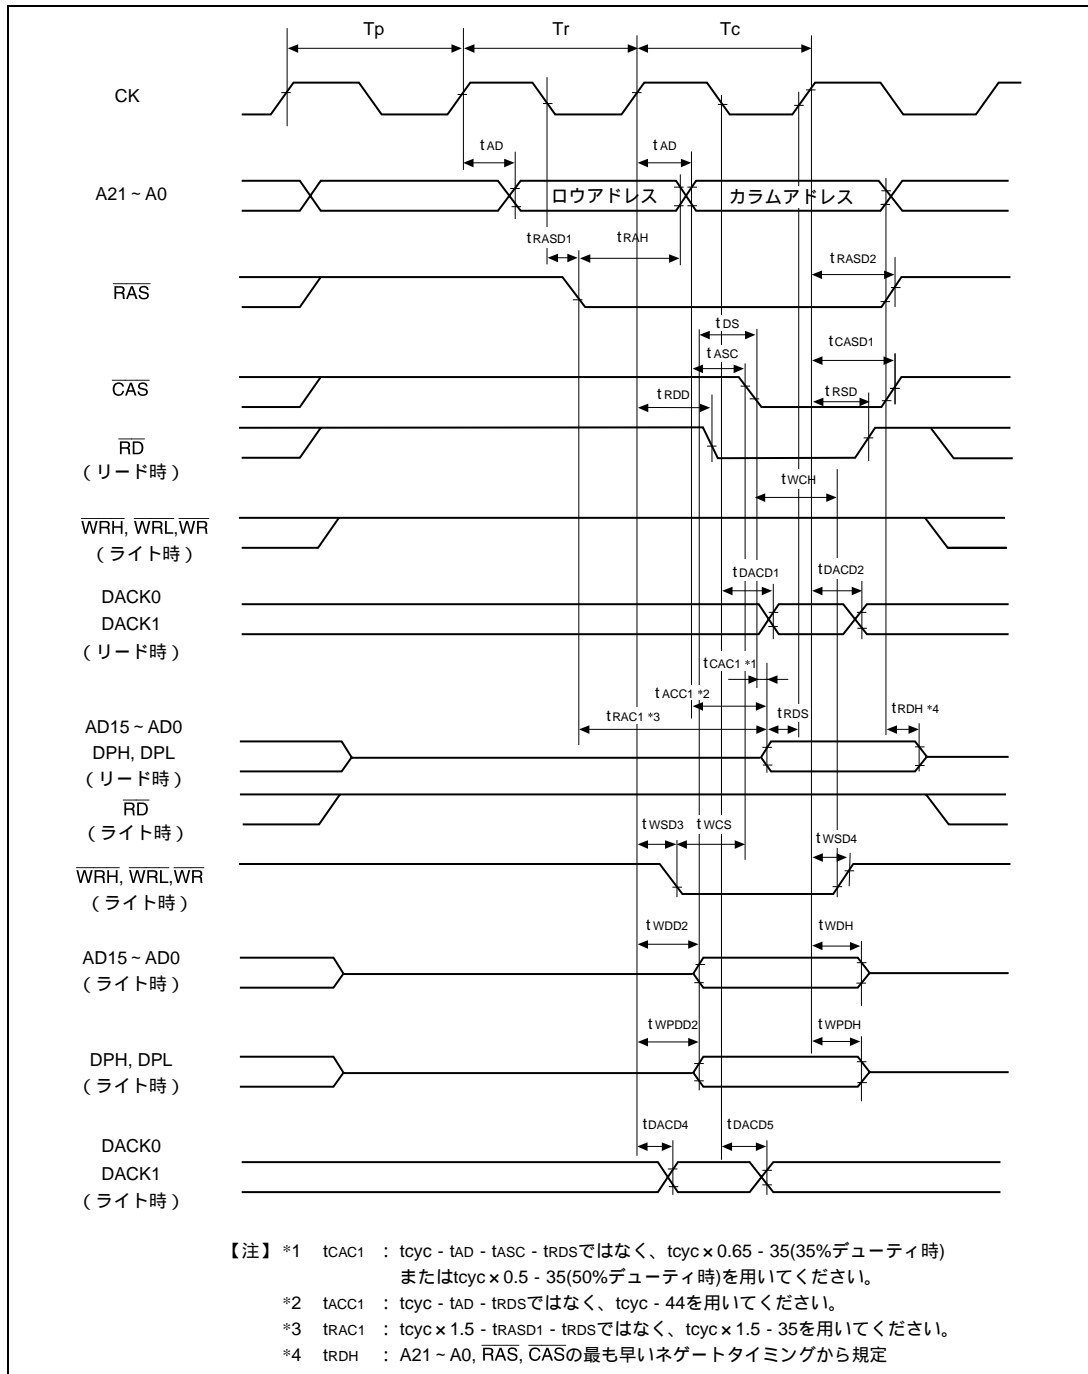 Tp Tr Tc
CK
tAD tAD
A21~A0 ロウアドレス カラムアドレス
tRASD1 tRAH tRASD2
RAS
tDS
tCASD1
tASC
CAS
tRDD tRSD
RD
(リード時)
tWCH
WRH, WRL,WR
(ライト時)
tDACD1 tDACD2
DACK0
DACK1
(リード時)
tCAC1 *1
tACC1 *2
tRAC1 *3 tRDS tRDH *4
AD15~AD0
DPH, DPL
(リード時)
RD
(ライト時)
tWSD3 tWCS tWSD4
WRH, WRL,WR
(ライト時)
tWDD2 tWDH
AD15~AD0
(ライト時)
tWPDD2 tWPDH
DPH, DPL
(ライト時)
tDACD4 tDACD5
DACK0
DACK1
(ライト時)
【注】 *1 tCAC1 : tcyc - tAD - tASC - tRDSではなく、tcyc×0.65 - 35(35%デューティ時)
またはtcyc×0.5 - 35(50%デューティ時)を用いてください。
*2 tACC1 : tcyc - tAD - tRDSではなく、tcyc - 44を用いてください。
*3 tRAC1 : tcyc×1.5 - tRASD1 - tRDSではなく、tcyc×1.5 - 35を用いてください。
*4 tRDH : A21~A0, RAS, CASの最も早いネゲートタイミングから規定